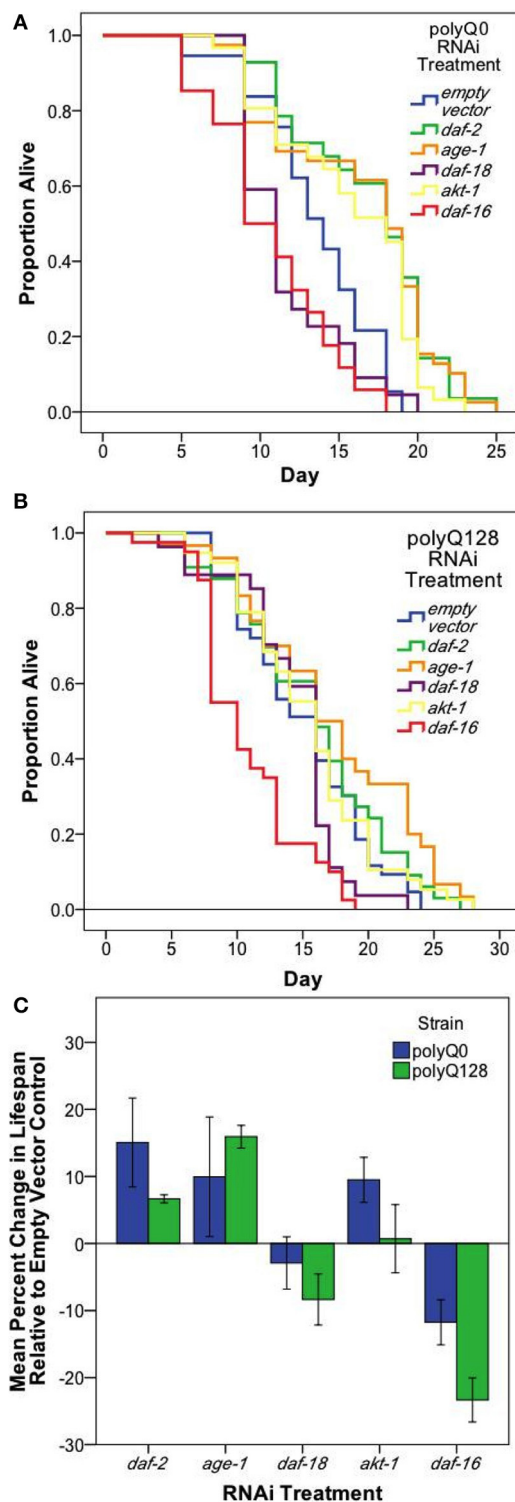 A
polyQ0
RNAi
Treatment
empty
vector
daf-2
age-1
daf-18
akt-1
daf-16
Proportion Alive
1.0
0.8
0.6
0.4
0.2
0.0
0 5 10 15 20 25
Day
B
polyQ128
RNAi
Treatment
empty
vector
daf-2
age-1
daf-18
akt-1
daf-16
Proportion Alive
1.0
0.8
0.6
0.4
0.2
0.0
0 5 10 15 20 25 30
Day
C
Strain
polyQ0
polyQ128
Mean Percent Change in Lifespan
Relative to Empty Vector Control
30
20
10
0
-10
-20
-30
daf-2 age-1 daf-18 akt-1 daf-16
RNAi Treatment